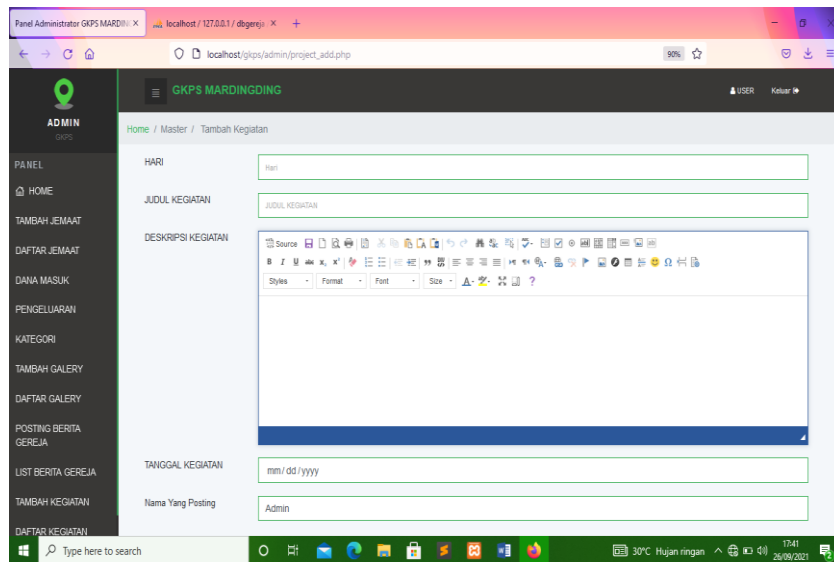 Panel Administrator GKPS MARDIN
localhost / 127.0.0.1 / dbgereja
localhost/gkps/admin/project_add.php
90%
ADMIN
GKPS
GKPS MARDINGDING
USER
Keluar
Home / Master / Tambah Kegiatan
PANEL
HOME
TAMBAH JEMAAT
DAFTAR JEMAAT
DANA MASUK
PENGELUARAN
KATEGORI
TAMBAH GALERY
DAFTAR GALERY
POSTING BERITA
GEREJA
LIST BERITA GEREJA
TAMBAH KEGIATAN
DAFTAR KEGIATAN
HARI
Hari
JUDUL KEGIATAN
JUDUL KEGIATAN
DESKRIPSI KEGIATAN
Source
Styles Format Font Size
TANGGAL KEGIATAN
mm/dd/yyyy
Nama Yang Posting
Admin
Type here to search
30°C Hujan ringan
17:41
26/09/2021